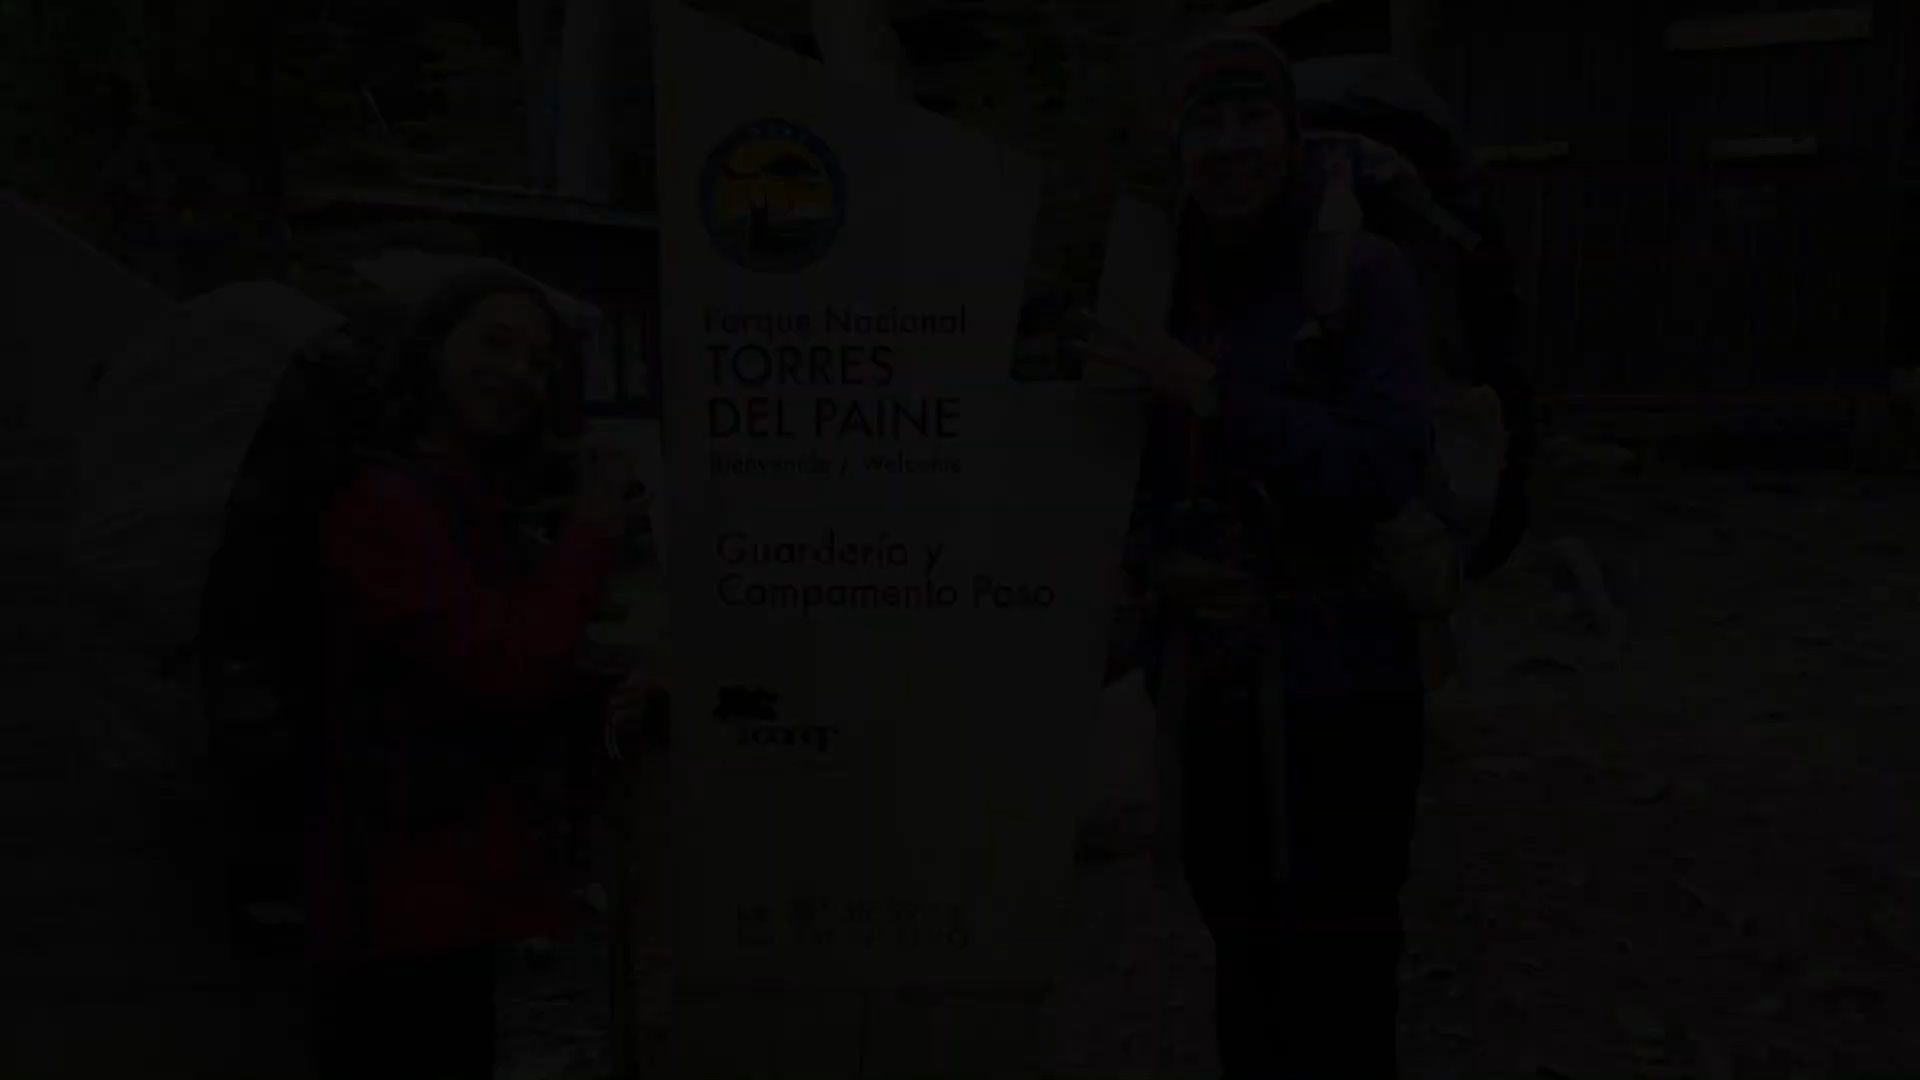 Parque Nacional
TORRES
DEL PAINE
Bienvenido / Welcome
Guardería y
Campamento Paso